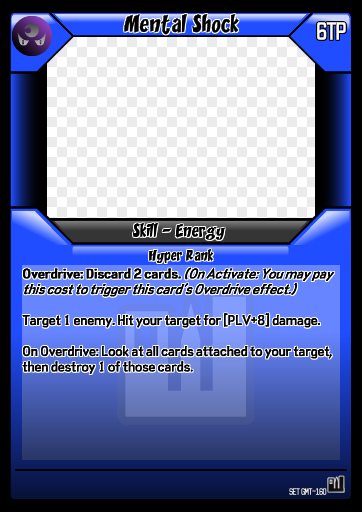 Mental Shock
6TP
Skill - Energy
Hyper Rank
Overdrive: Discard 2 cards. (On Activate: You may pay
this cost to trigger this card's Overdrive effect.)
Target 1 enemy. Hit your target for [PLV+8] damage.
On Overdrive: Look at all cards attached to your target,
then destroy 1 of those cards.
SET GMT-160